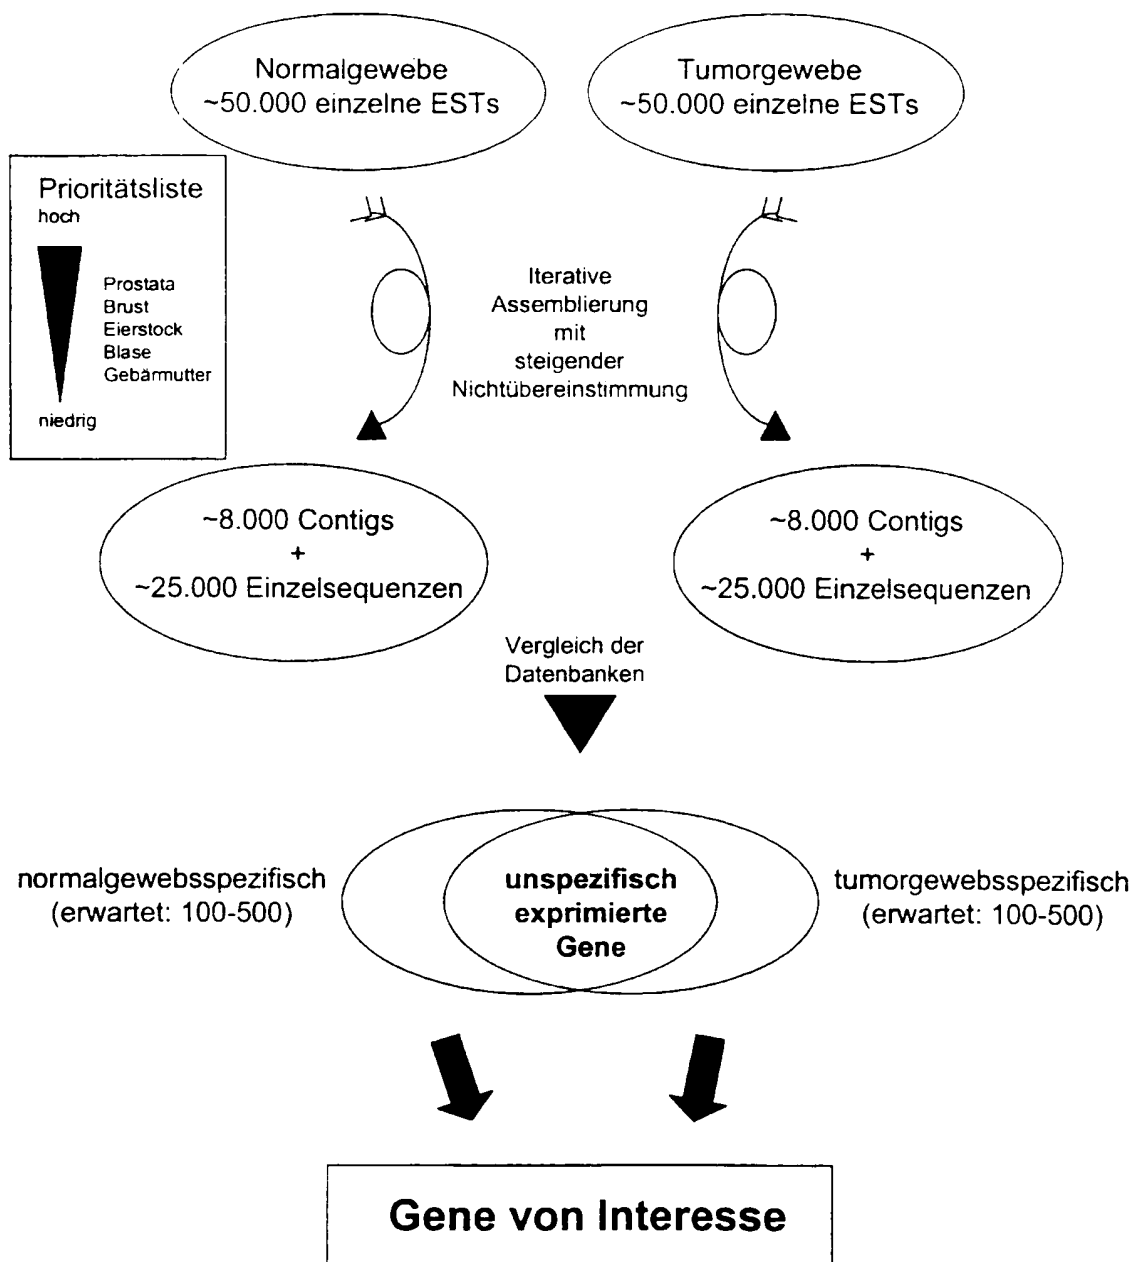 Normalgewebe
~50.000 einzelne ESTs
Tumorgewebe
~50.000 einzelne ESTs
Prioritätsliste
hoch
Prostata
Brust
Eierstock
Blase
Gebärmutter
niedrig
Iterative
Assemblierung
mit
steigender
Nichtübereinstimmung
~8.000 Contigs
+
~25.000 Einzelsequenzen
~8.000 Contigs
+
~25.000 Einzelsequenzen
Vergleich der
Datenbanken
normalgewebsspezifisch
(erwartet: 100-500)
unspezifisch
exprimierte
Gene
tumorgewebsspezifisch
(erwartet: 100-500)
Gene von Interesse